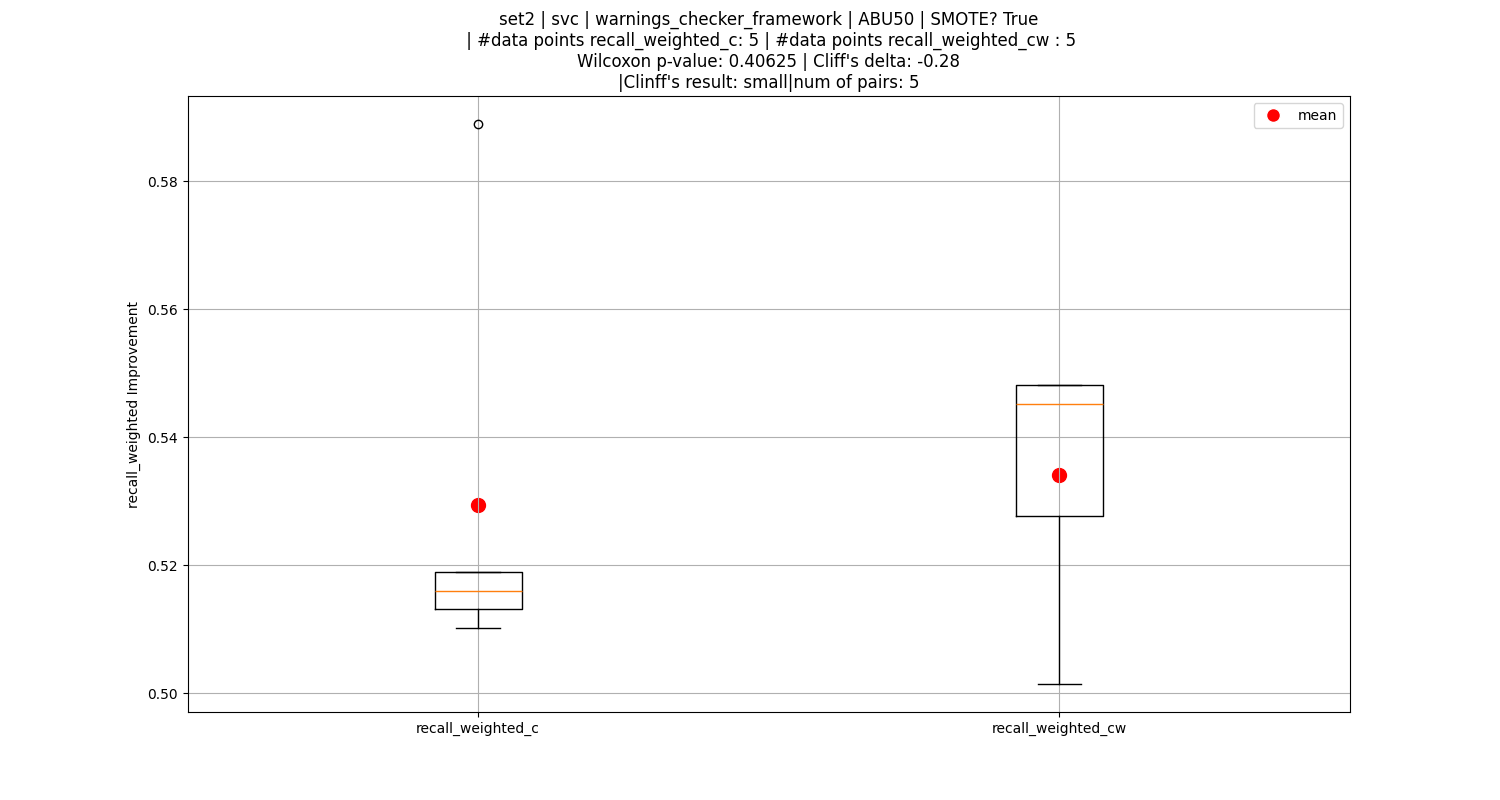 set2 | svc | warnings_checker_framework | ABU50 | SMOTE? True
| #data points recall_weighted_c: 5 | #data points recall_weighted_cw : 5
Wilcoxon p-value: 0.40625 | Cliff's delta: -0.28
|Clinff's result: small|num of pairs: 5
mean
0.58
0.56
0.54
0.52
0.50
recall_weighted Improvement
recall_weighted_c
recall_weighted_cw